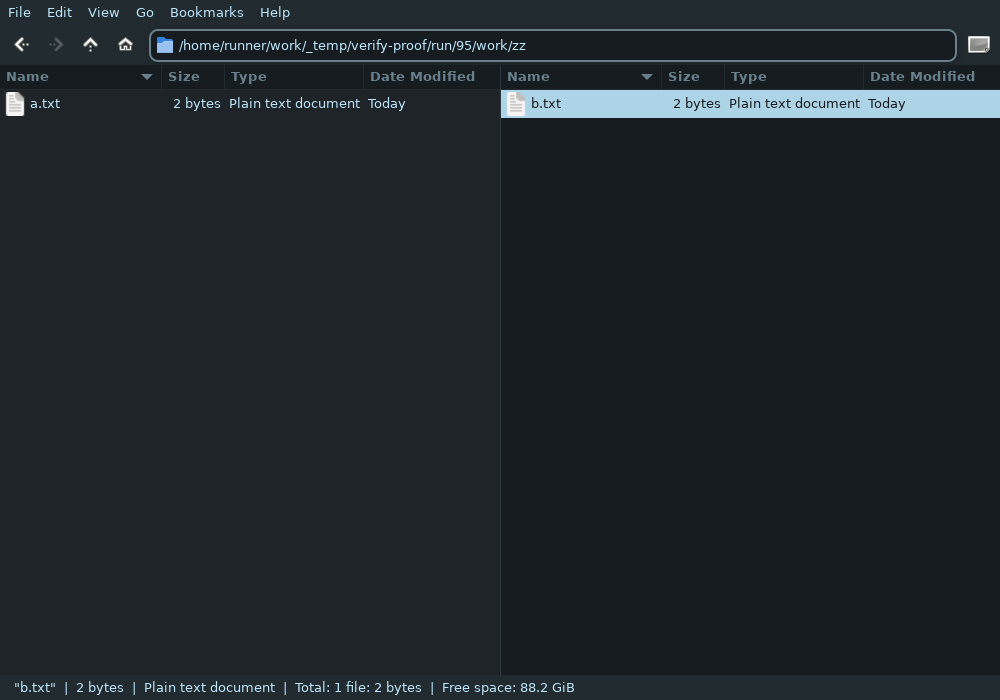 File Edit View Go Bookmarks Help
/home/runner/work/_temp/verify-proof/run/95/work/zz
Name Size Type Date Modified Name Size Type Date Modified
a.txt 2 bytes Plain text document Today b.txt 2 bytes Plain text document Today
"b.txt" | 2 bytes | Plain text document | Total: 1 file: 2 bytes | Free space: 88.2 GiB